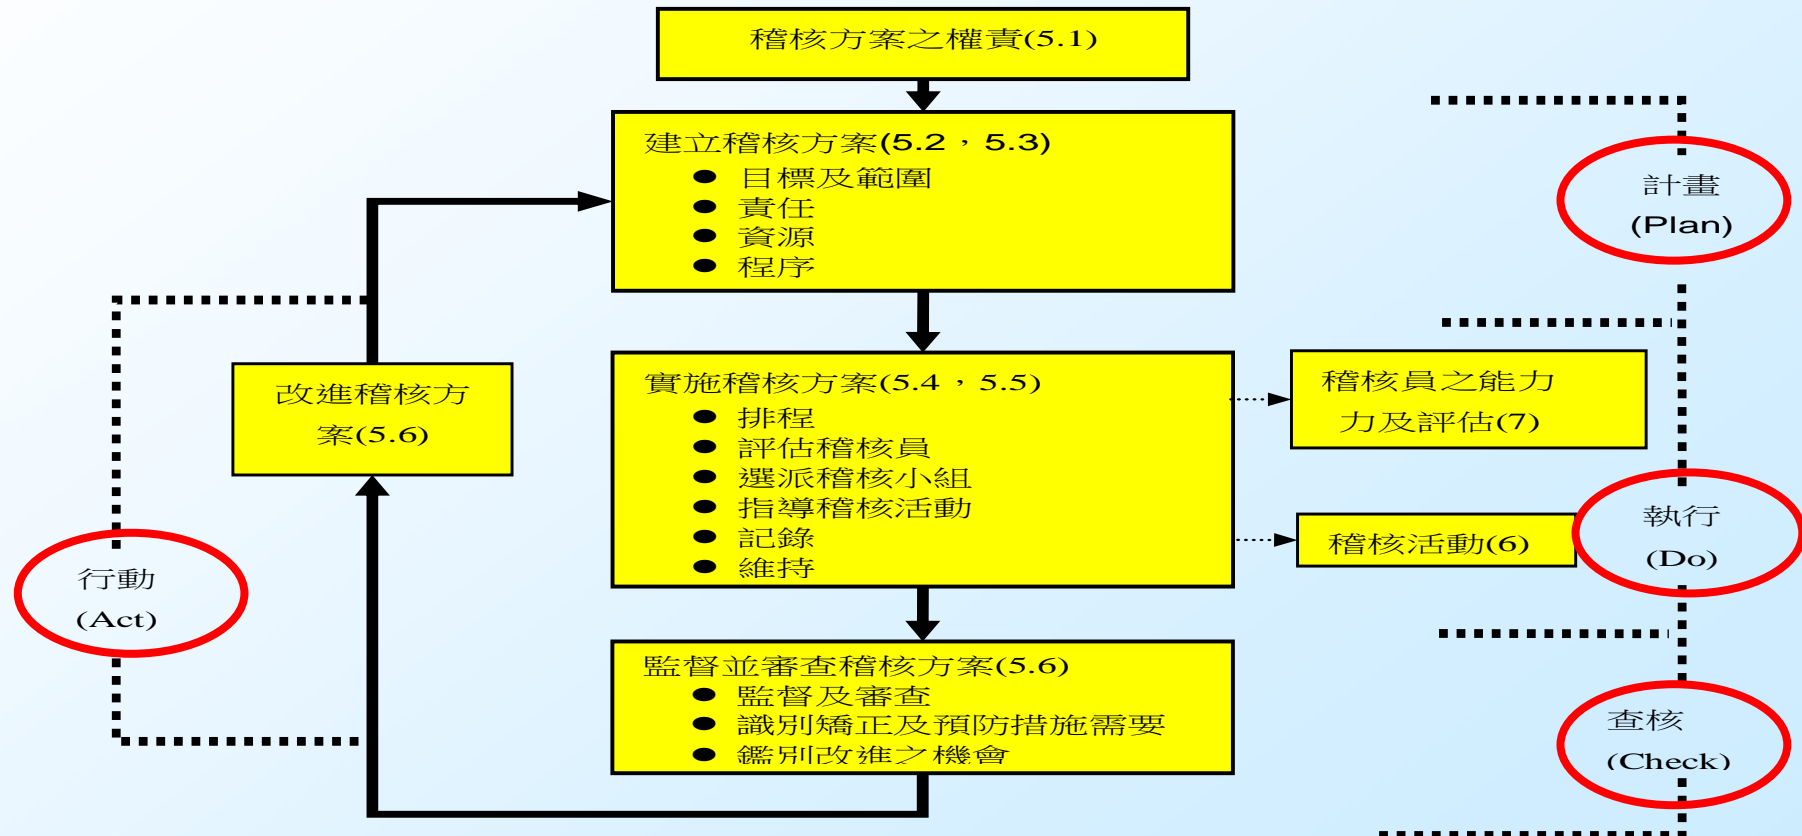 稽核方案之權責(5.1)
建立稽核方案(5.2，5.3)
● 目標及範圍
● 責任
● 資源
● 程序
計畫
(Plan)
改進稽核方
案(5.6)
實施稽核方案(5.4，5.5)
● 排程
● 評估稽核員
● 選派稽核小組
● 指導稽核活動
● 記錄
● 維持
稽核員之能力
力及評估(7)
稽核活動(6)
執行
(Do)
行動
(Act)
監督並審查稽核方案(5.6)
● 監督及審查
● 識別矯正及預防措施需要
● 鑑別改進之機會
查核
(Check)